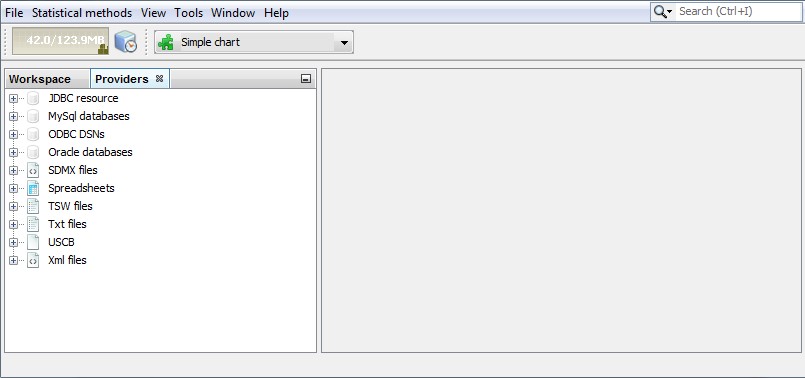 File Statistical methods View Tools Window Help Search (Ctrl+I)
42.0/123.9MB Simple chart
Workspace Providers
JDBC resource
MySql databases
ODBC DSNs
Oracle databases
SDMX files
Spreadsheets
TSW files
Txt files
USCB
Xml files